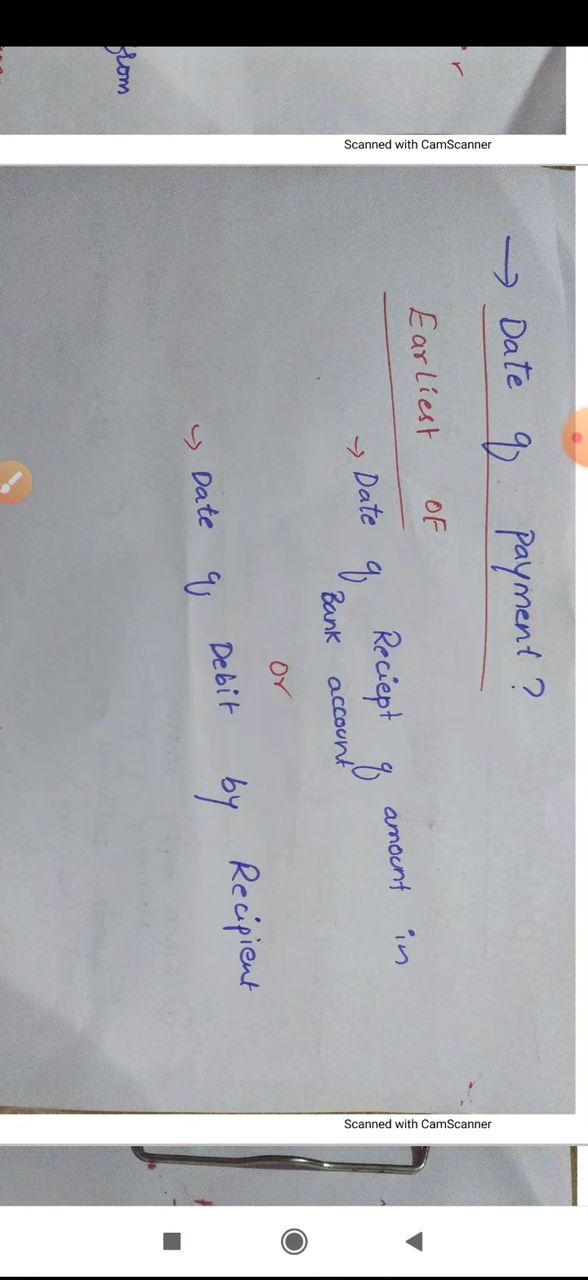 r
from
Scanned with CamScanner
→ Date of payment?
Earliest OF
→ Date of Reciept of amount in
Bank account
or
→ Date of Debit by Recipient
Scanned with CamScanner